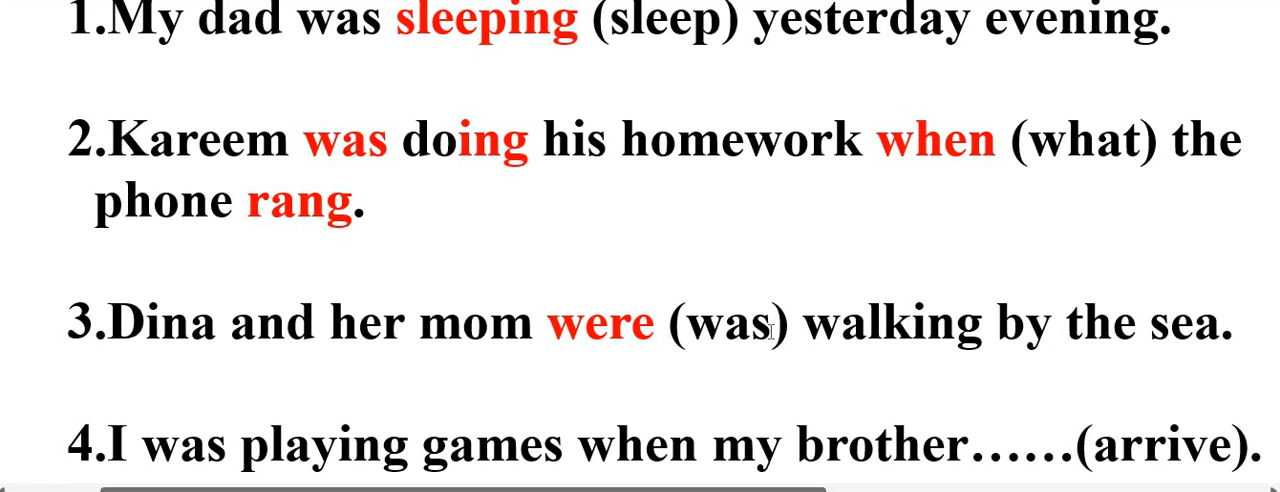 1.My dad was sleeping (sleep) yesterday evening.
2.Kareem was doing his homework when (what) the
phone rang.
3.Dina and her mom were (was) walking by the sea.
4.I was playing games when my brother……(arrive).